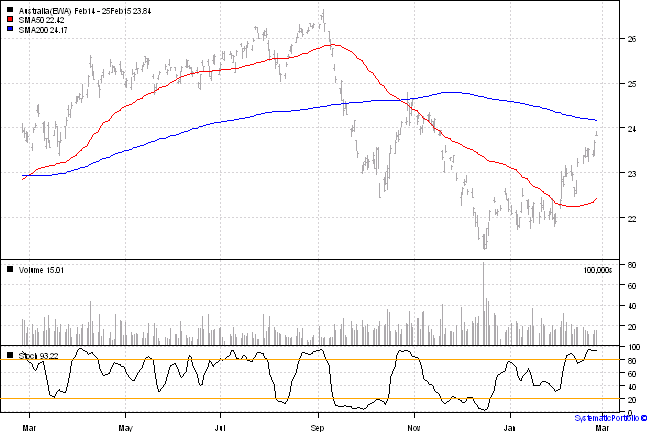 Australia(EWA) Feb14 - 25Feb15 23.84
SMA50 22.42
SMA200 24.17
26
25
24
23
22
Volume 15.01
100,000s
80
60
40
20
Stoch 93.22
100
80
60
40
20
0
Mar May Jul Sep Nov Jan Mar
SystematicPortfolio ©